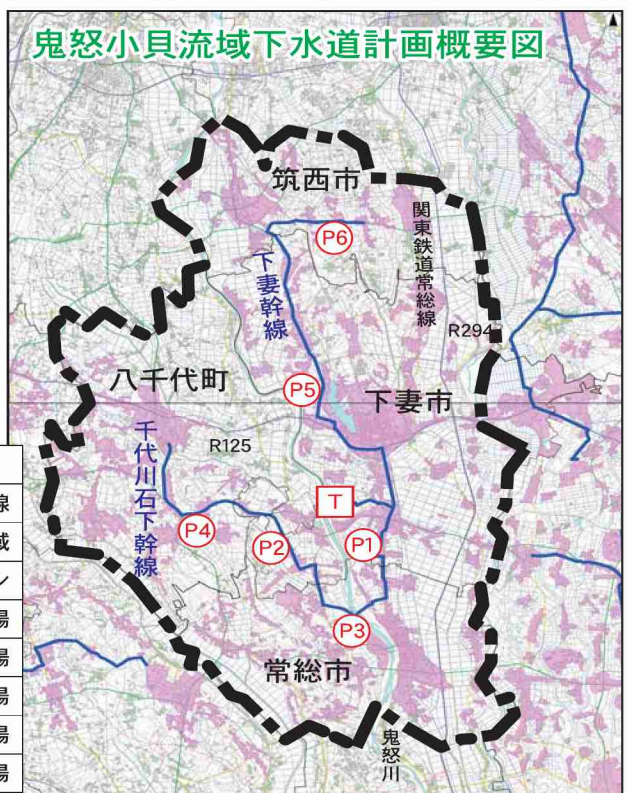 鬼怒小貝流域下水道計画概要図
筑西市
P6
関東鉄道常総線
下妻幹線
R294
八千代町
P5
下妻市
千代川石下幹線
R125
T
P4
P2
P1
P3
常総市
鬼怒川
線
域
ン
場
場
場
場
場